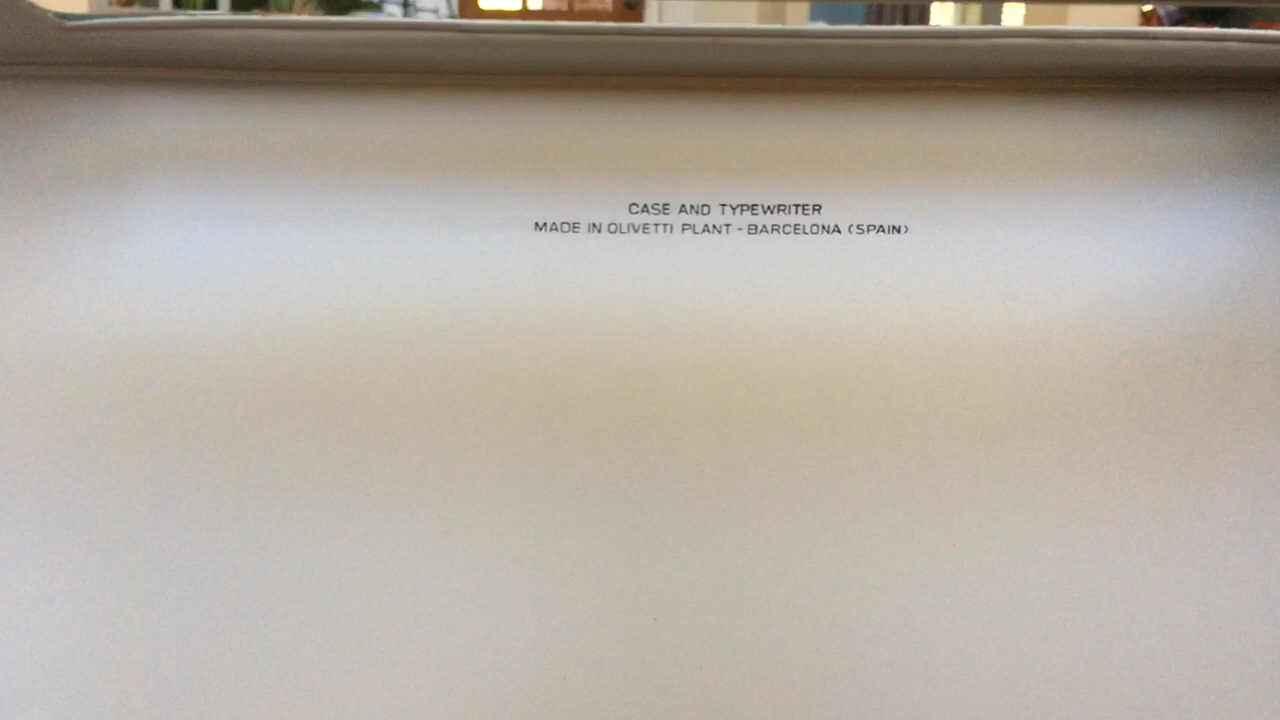 CASE AND TYPEWRITER
MADE IN OLIVETTI PLANT - BARCELONA (SPAIN)